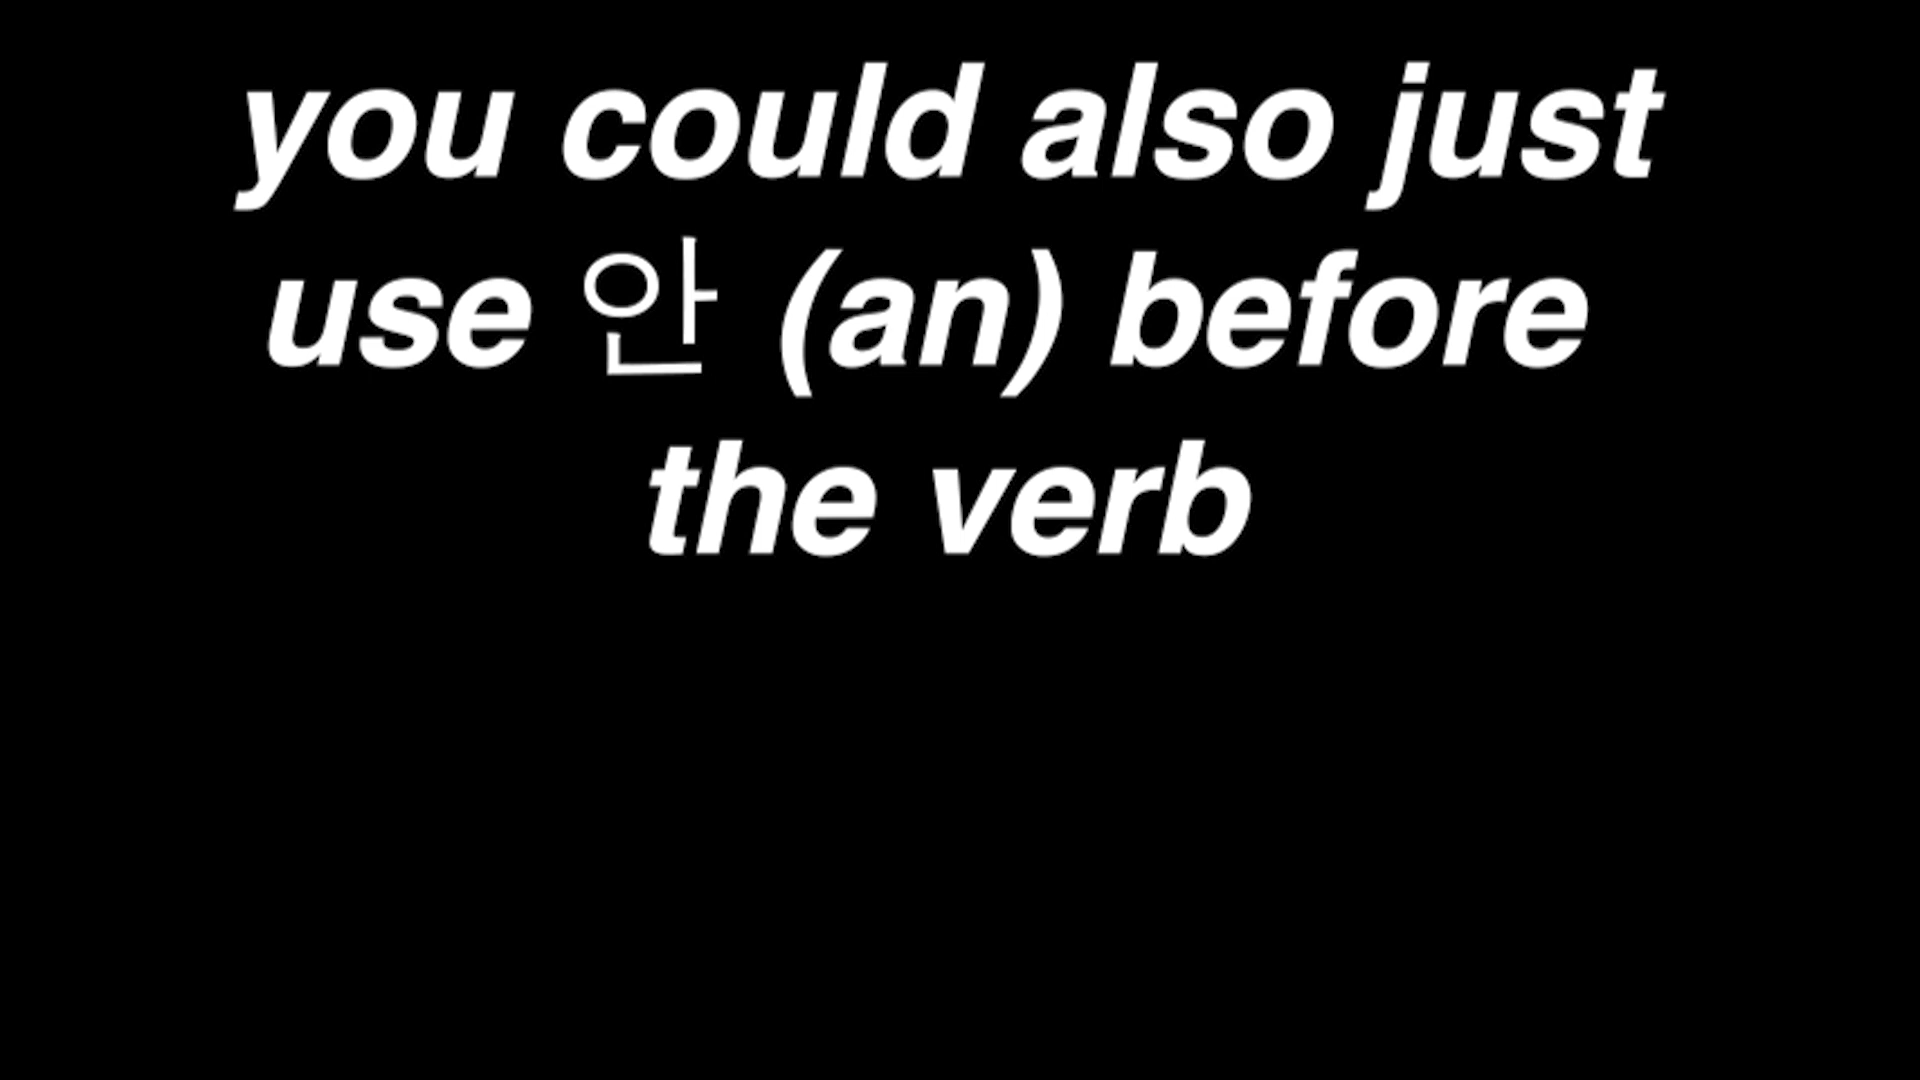 you could also just
use 안 (an) before
the verb